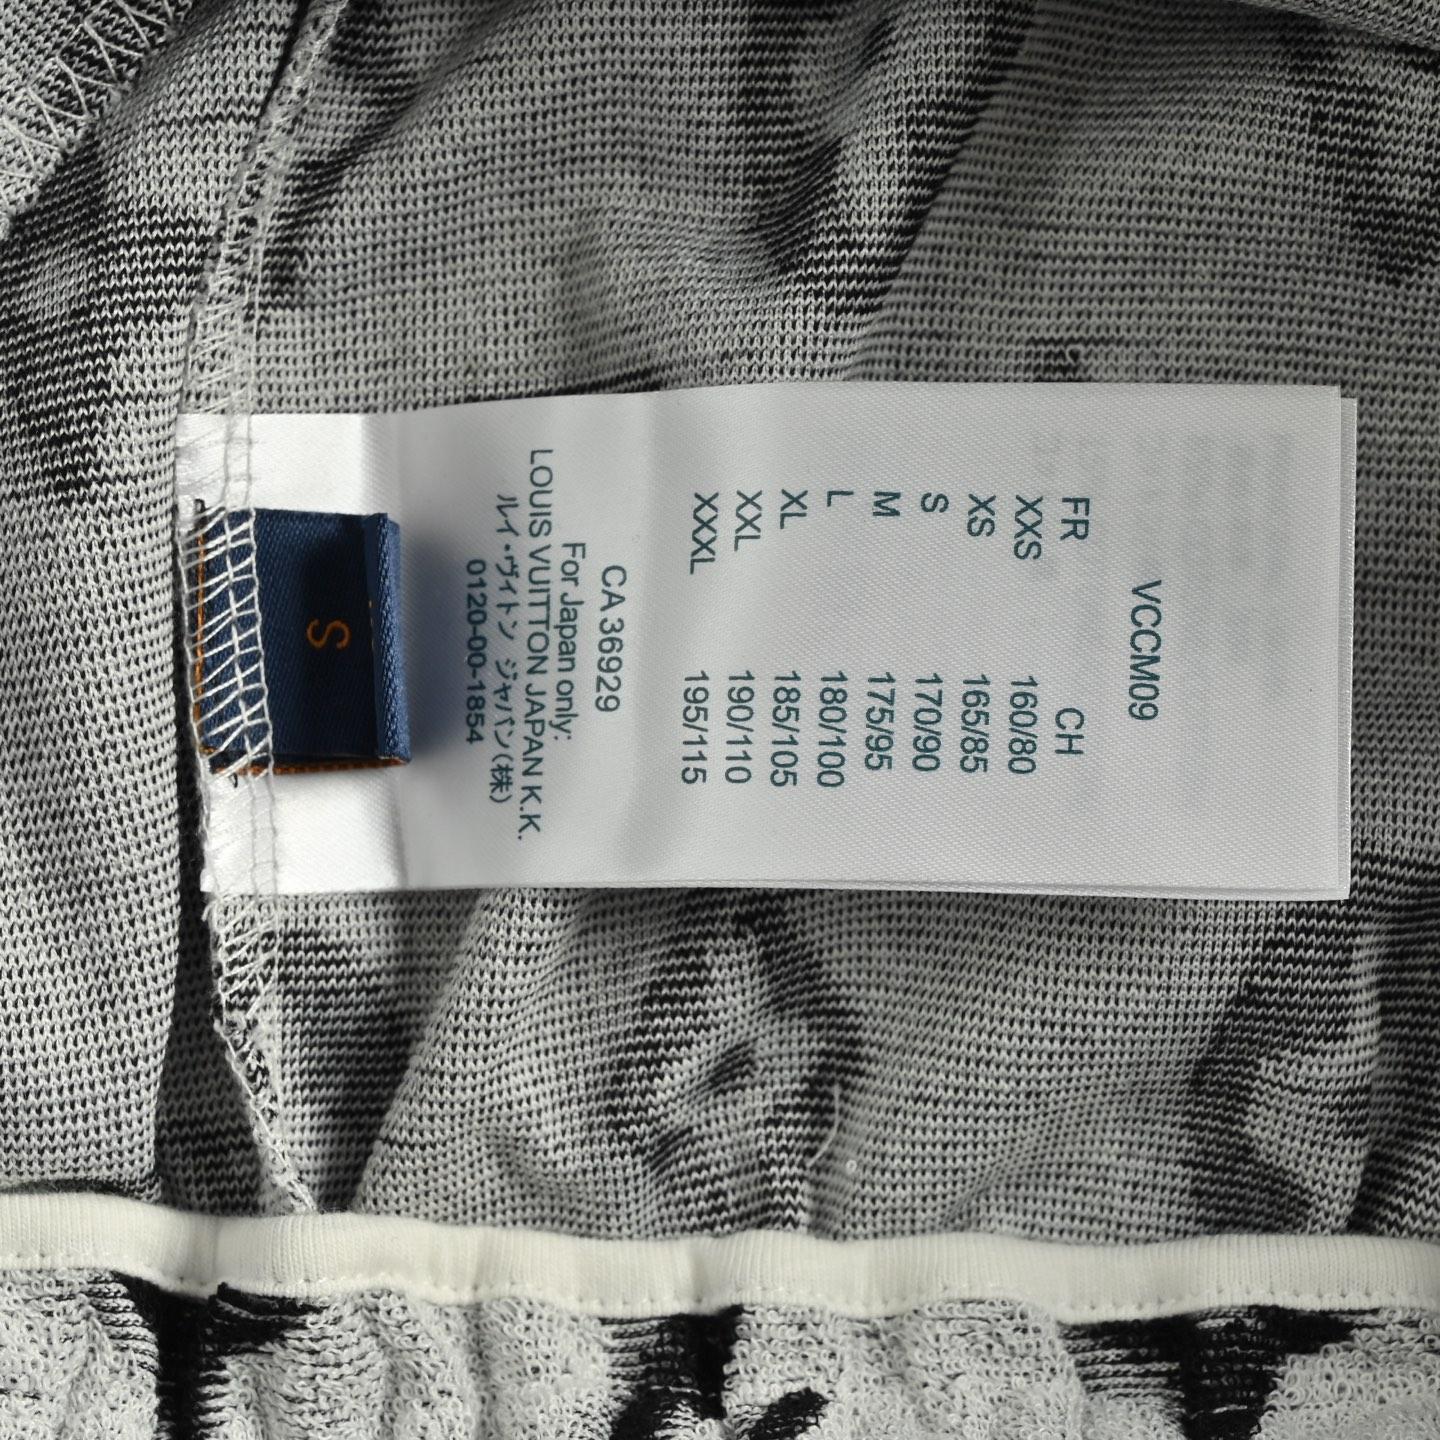 VCCM09
FR CH
XXS 160/80
XS 165/85
S 170/90
M 175/95
L 180/100
XL 185/105
XXL 190/110
XXXL 195/115
CA 36929
For Japan only:
LOUIS VUITTON JAPAN K.K.
ルイ・ヴィトン ジャパン(株)
0120-00-1854
S